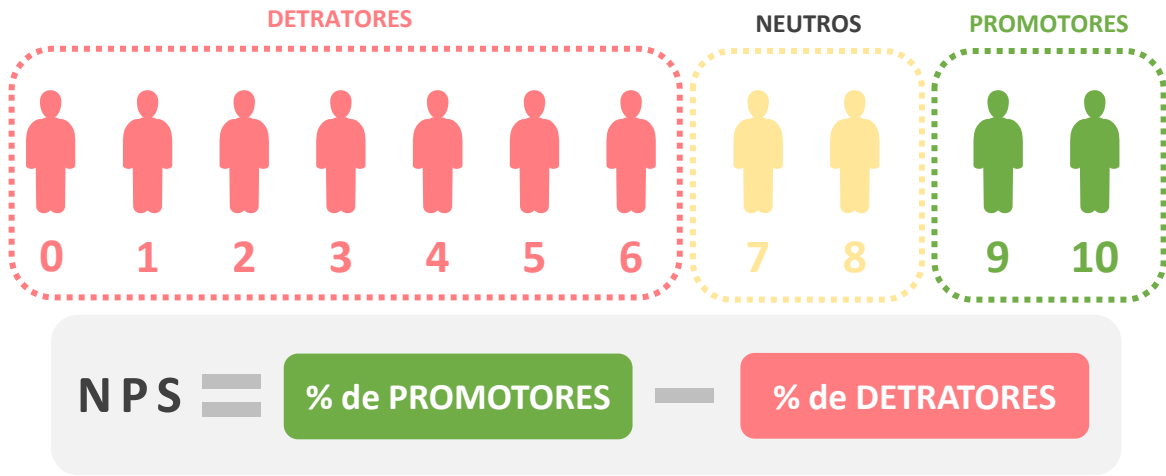 DETRATORES
NEUTROS
PROMOTORES
0 1 2 3 4 5 6 7 8 9 10
NPS = % de PROMOTORES - % de DETRATORES